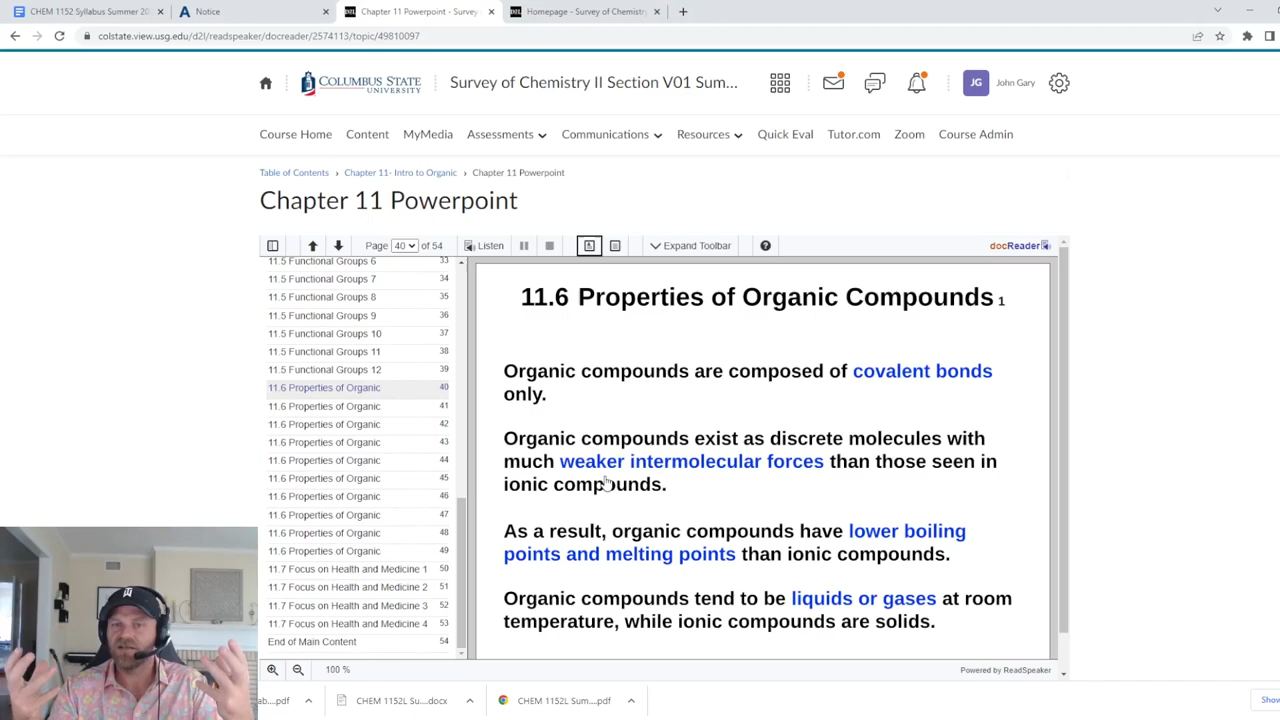 CHEM 1152 Syllabus Summer 20
Notice
Chapter 11 Powerpoint - Survey
Homepage - Survey of Chemistry
colstate.view.usg.edu/d2l/readspeaker/docreader/2574113/topic/49810097
COLUMBUS STATE
UNIVERSITY
Survey of Chemistry II Section V01 Sum...
JG
John Gary
Course Home
Content
MyMedia
Assessments
Communications
Resources
Quick Eval
Tutor.com
Zoom
Course Admin
Table of Contents › Chapter 11- Intro to Organic › Chapter 11 Powerpoint
Chapter 11 Powerpoint
Page 40 of 54
Listen
Expand Toolbar
docReader
11.5 Functional Groups 6 33
11.5 Functional Groups 7 34
11.5 Functional Groups 8 35
11.5 Functional Groups 9 36
11.5 Functional Groups 10 37
11.5 Functional Groups 11 38
11.5 Functional Groups 12 39
11.6 Properties of Organic 40
11.6 Properties of Organic 41
11.6 Properties of Organic 42
11.6 Properties of Organic 43
11.6 Properties of Organic 44
11.6 Properties of Organic 45
11.6 Properties of Organic 46
11.6 Properties of Organic 47
11.6 Properties of Organic 48
11.6 Properties of Organic 49
11.7 Focus on Health and Medicine 1 50
11.7 Focus on Health and Medicine 2 51
11.7 Focus on Health and Medicine 3 52
11.7 Focus on Health and Medicine 4 53
End of Main Content 54
11.6 Properties of Organic Compounds 1
Organic compounds are composed of covalent bonds
only.
Organic compounds exist as discrete molecules with
much weaker intermolecular forces than those seen in
ionic compounds.
As a result, organic compounds have lower boiling
points and melting points than ionic compounds.
Organic compounds tend to be liquids or gases at room
temperature, while ionic compounds are solids.
100 %
Powered by ReadSpeaker
ab....pdf
CHEM 1152L Su....docx
CHEM 1152L Sum....pdf
Show